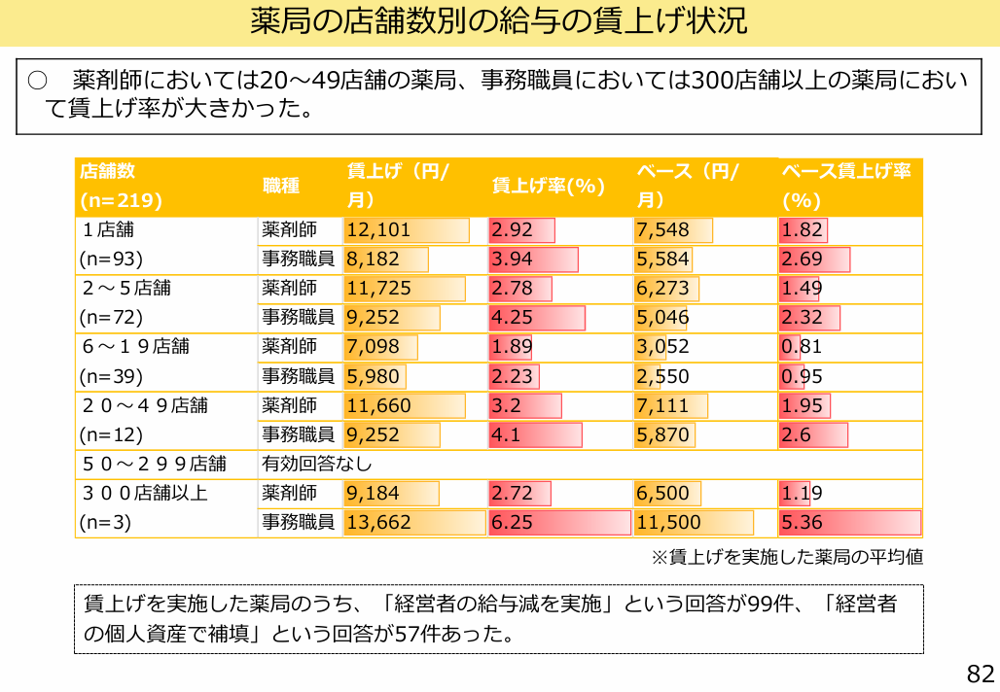 薬局の店舗数別の給与の賃上げ状況
○　薬剤師においては20～49店舗の薬局、事務職員においては300店舗以上の薬局におい
て賃上げ率が大きかった。
店舗数 (n=219) 職種 賃上げ（円/月） 賃上げ率(%) ベース（円/月） ベース賃上げ率(%)
１店舗 薬剤師 12,101 2.92 7,548 1.82
(n=93) 事務職員 8,182 3.94 5,584 2.69
２～５店舗 薬剤師 11,725 2.78 6,273 1.49
(n=72) 事務職員 9,252 4.25 5,046 2.32
６～１９店舗 薬剤師 7,098 1.89 3,052 0.81
(n=39) 事務職員 5,980 2.23 2,550 0.95
２０～４９店舗 薬剤師 11,660 3.2 7,111 1.95
(n=12) 事務職員 9,252 4.1 5,870 2.6
５０～２９９店舗 有効回答なし
３００店舗以上 薬剤師 9,184 2.72 6,500 1.19
(n=3) 事務職員 13,662 6.25 11,500 5.36
※賃上げを実施した薬局の平均値
賃上げを実施した薬局のうち、「経営者の給与減を実施」という回答が99件、「経営者
の個人資産で補填」という回答が57件あった。
82